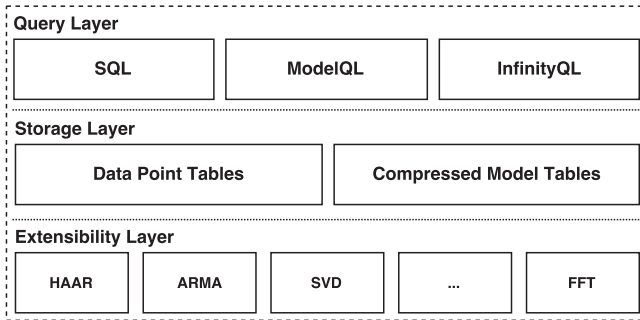 Query Layer
SQL ModelQL InfinityQL
Storage Layer
Data Point Tables Compressed Model Tables
Extensibility Layer
HAAR ARMA SVD ... FFT